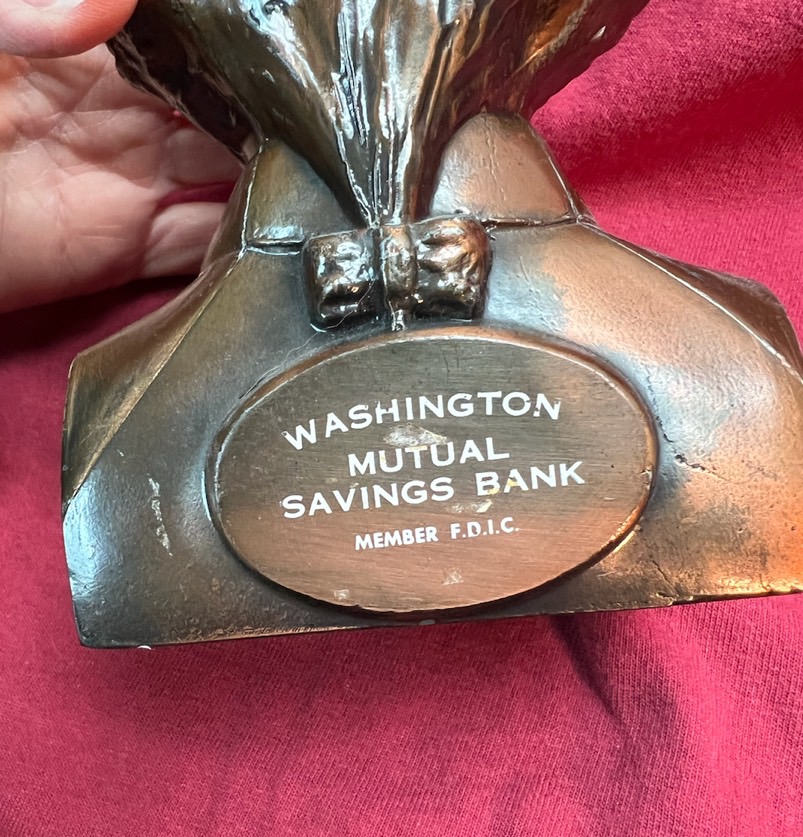 WASHINGTON
MUTUAL
SAVINGS BANK
MEMBER F.D.I.C.